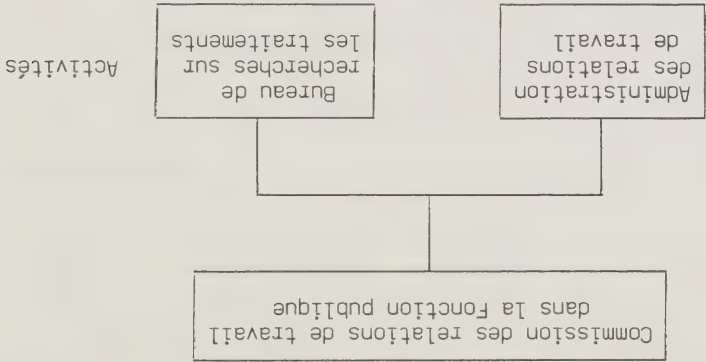 Commission des relations de travail
dans la Fonction publique
Administration
des relations
de travail
Bureau de
recherches sur
les traitements
Activités